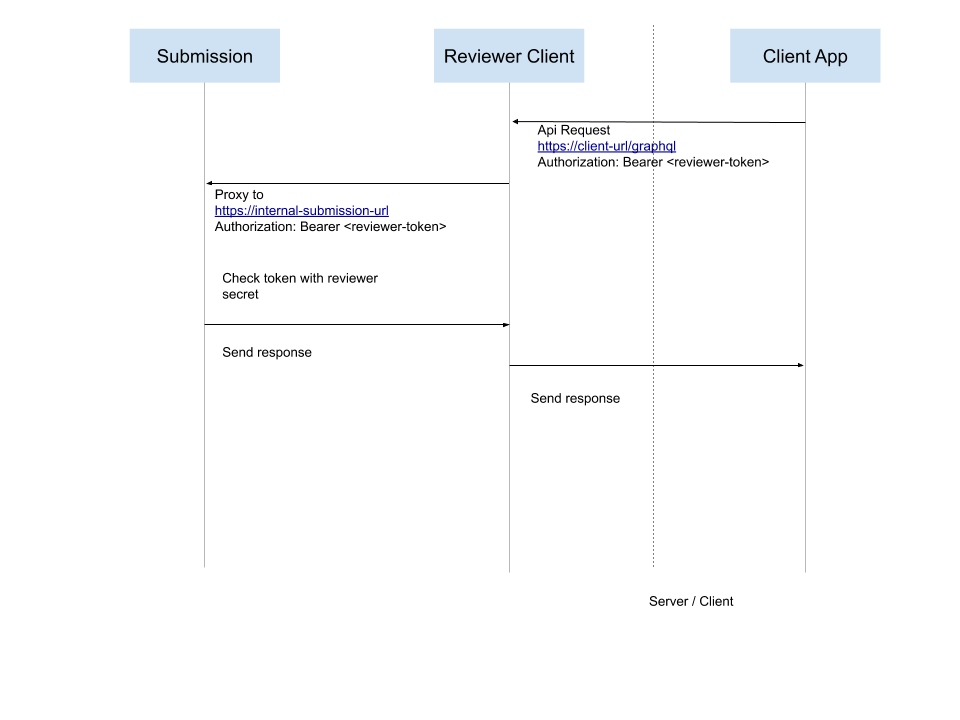 Submission
Reviewer Client
Client App
Api Request
https://client-url/graphql
Authorization: Bearer <reviewer-token>
Proxy to
https://internal-submission-url
Authorization: Bearer <reviewer-token>
Check token with reviewer
secret
Send response
Send response
Server / Client